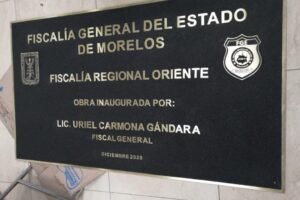 FISCALÍA GENERAL DEL ESTADO
DE MORELOS
FISCALÍA REGIONAL ORIENTE
OBRA INAUGURADA POR:
LIC. URIEL CARMONA GÁNDARA
FISCAL GENERAL
DICIEMBRE 2020